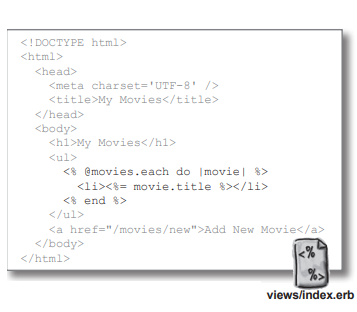 <!DOCTYPE html>
<html>
  <head>
    <meta charset='UTF-8' />
    <title>My Movies</title>
  </head>
  <body>
    <h1>My Movies</h1>
    <ul>
      <% @movies.each do |movie| %>
        <li><%= movie.title %></li>
      <% end %>
    </ul>
    <a href="/movies/new">Add New Movie</a>
  </body>
</html>
<%
%>
views/index.erb